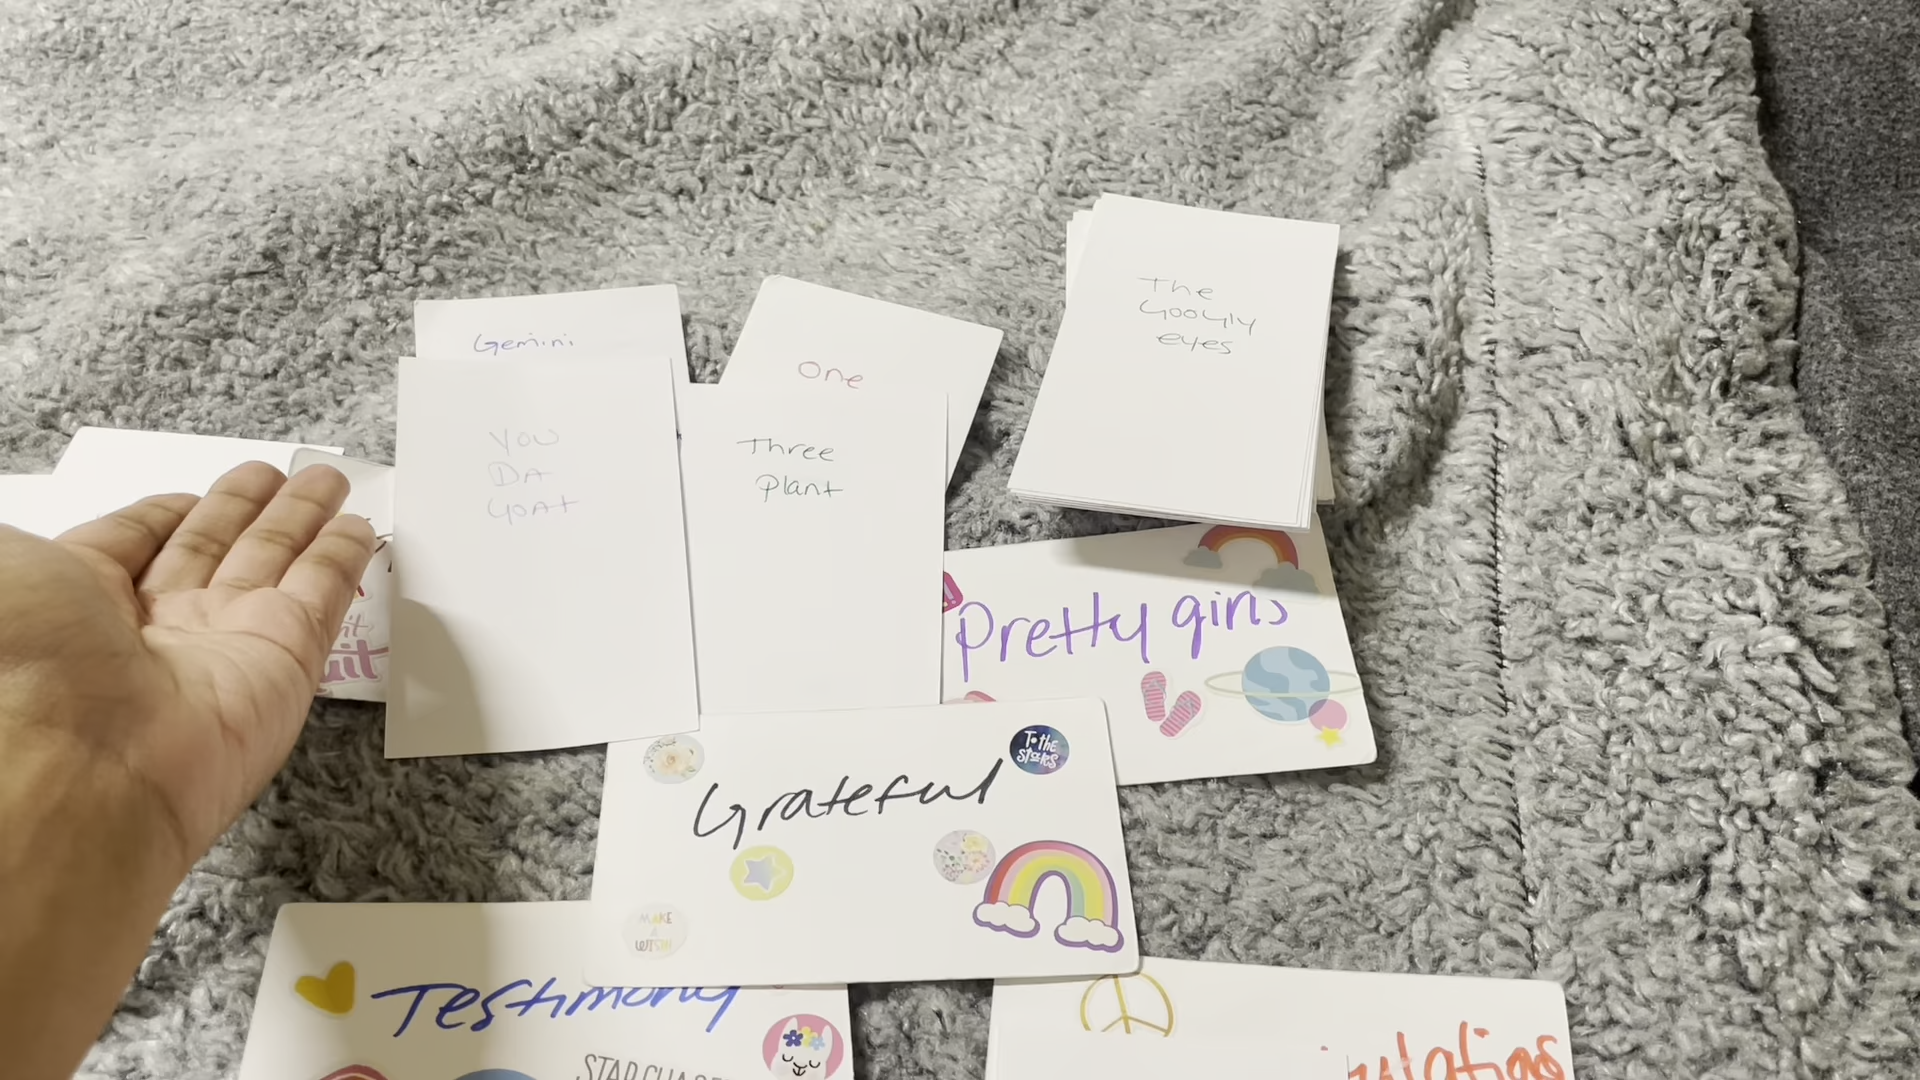 The
Googly
eyes
Gemini
One
You
DA
GOAT
Three
Plant
Pretty girls
TO THE
STARS
Grateful
MAKE
A
WISH
Testimony